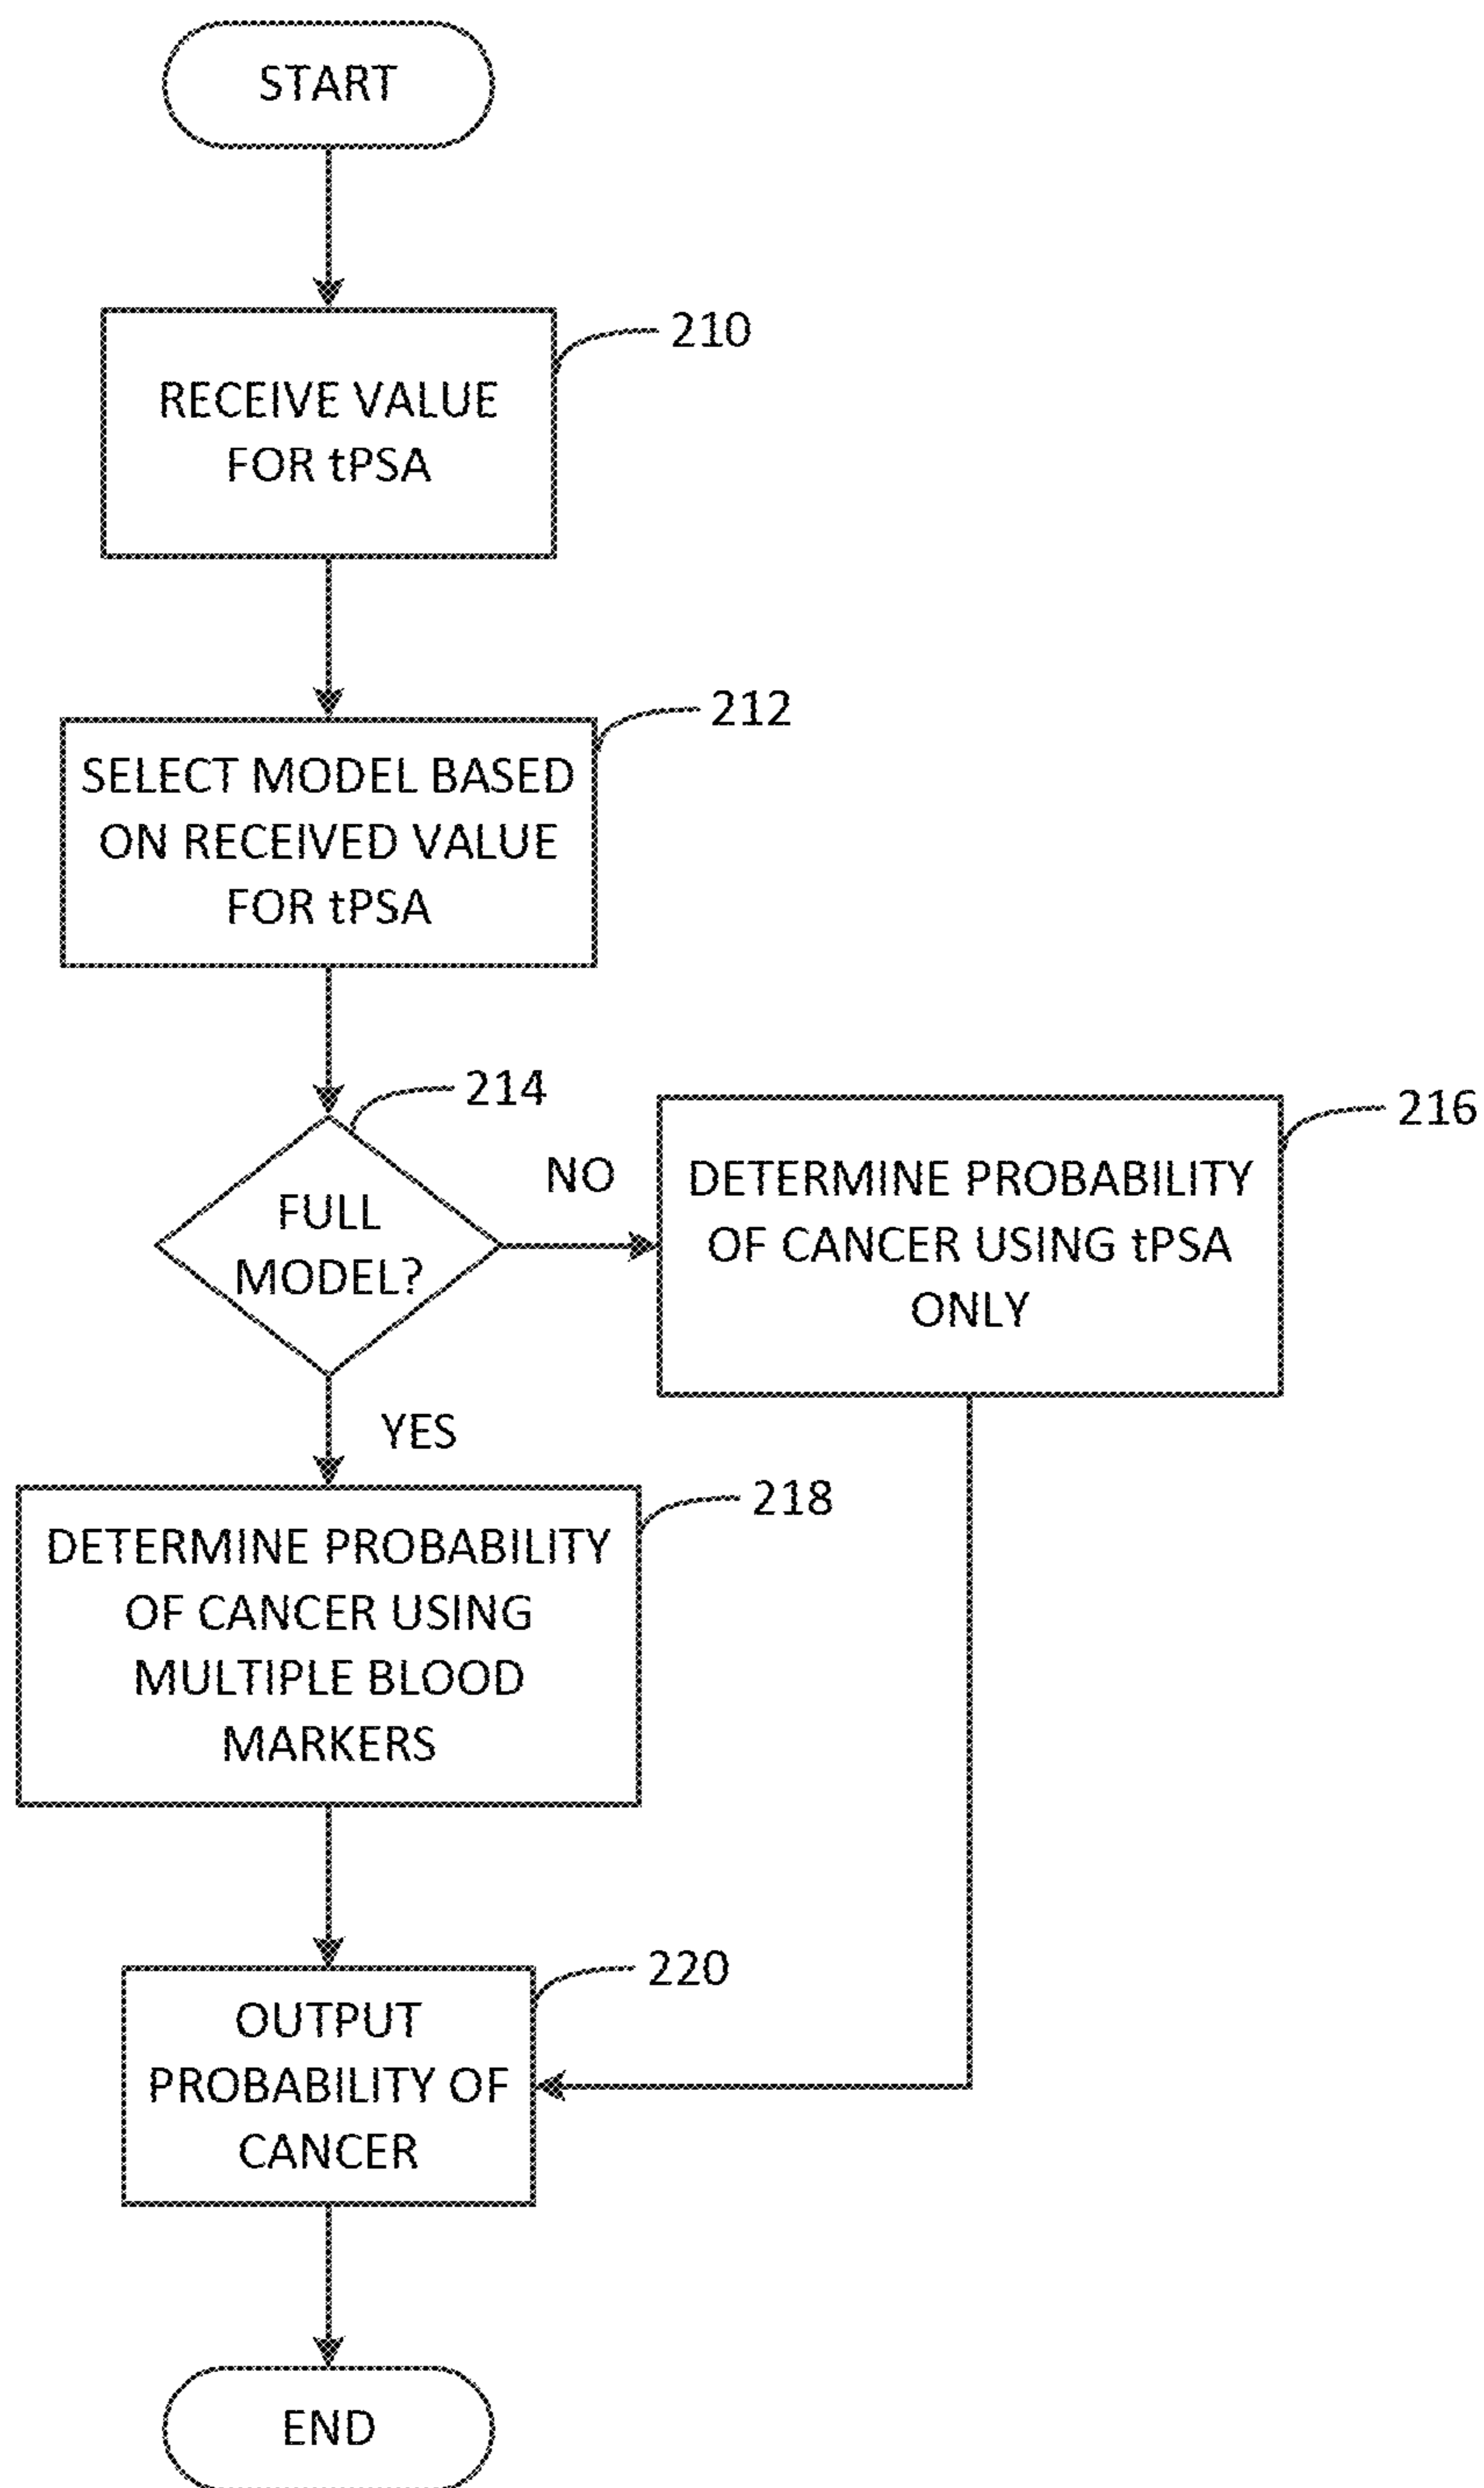 START
210
RECEIVE VALUE
FOR tPSA
212
SELECT MODEL BASED
ON RECEIVED VALUE
FOR tPSA
214
FULL
MODEL?
NO
216
DETERMINE PROBABILITY
OF CANCER USING tPSA
ONLY
YES
218
DETERMINE PROBABILITY
OF CANCER USING
MULTIPLE BLOOD
MARKERS
220
OUTPUT
PROBABILITY OF
CANCER
END